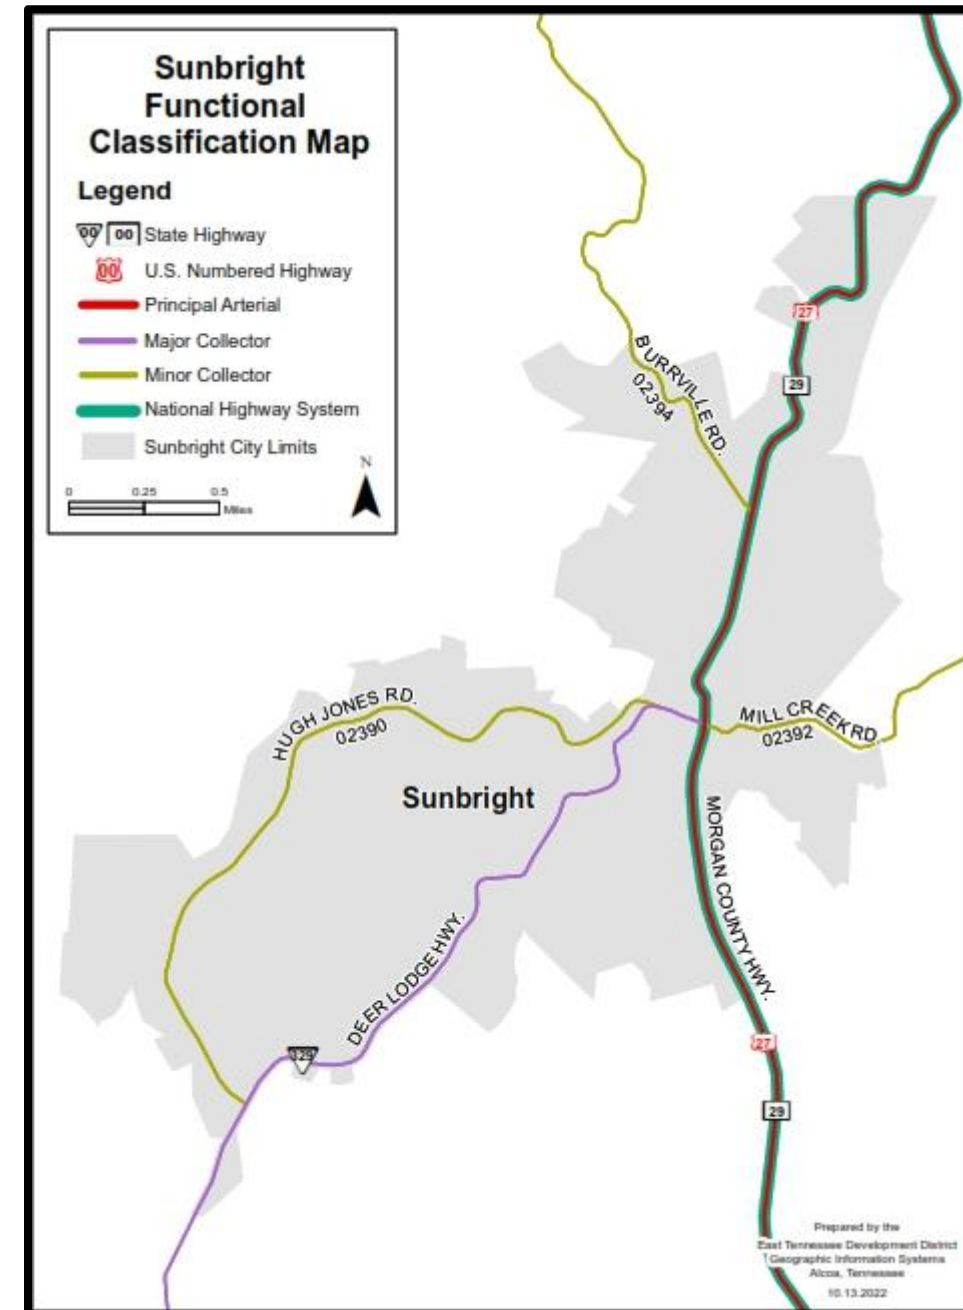 Sunbright
Functional
Classification Map
Legend
00 00 State Highway
00 U.S. Numbered Highway
Principal Arterial
Major Collector
Minor Collector
National Highway System
Sunbright City Limits
N
0 0.25 0.5
Miles
27
29
BURRVILLE RD.
02394
HUGH JONES RD.
02390
MILL CREEK RD.
02392
Sunbright
MORGAN COUNTY HWY.
DEER LODGE HWY.
329
27
29
Prepared by the
East Tennessee Development District
Geographic Information Systems
Alcoa, Tennessee
10.13.2022